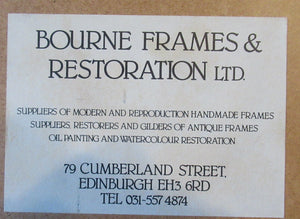 BOURNE FRAMES &
RESTORATION LTD.
SUPPLIERS OF MODERN AND REPRODUCTION HANDMADE FRAMES
SUPPLIERS, RESTORERS AND GILDERS OF ANTIQUE FRAMES
OIL PAINTING AND WATERCOLOUR RESTORATION
79 CUMBERLAND STREET,
EDINBURGH EH3 6RD
TEL 031-557 4874